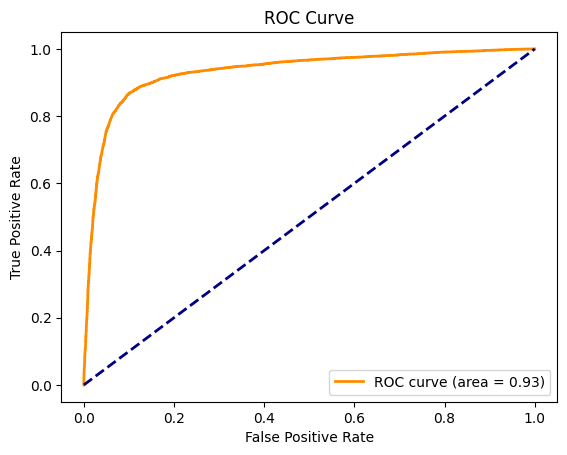 ROC Curve
True Positive Rate
1.0
0.8
0.6
0.4
0.2
0.0
ROC curve (area = 0.93)
0.0 0.2 0.4 0.6 0.8 1.0
False Positive Rate